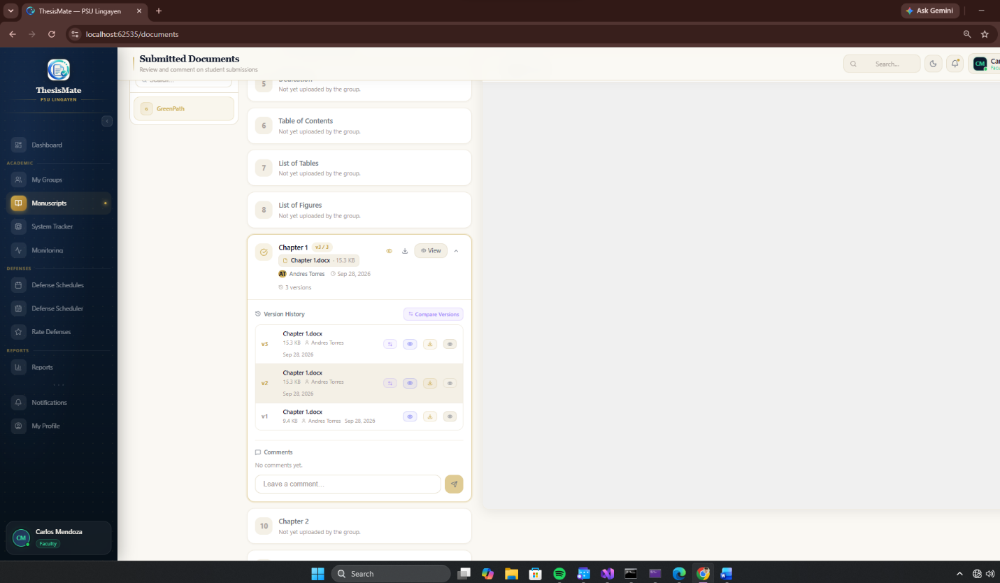 ThesisMate — PSU Lingayen
Ask Gemini
localhost:62535/documents
ThesisMate
PSU LINGAYEN
Dashboard
ACADEMIC
My Groups
Manuscripts
System Tracker
Monitoring
DEFENSES
Defense Schedules
Defense Scheduler
Rate Defenses
REPORTS
Reports
Notifications
My Profile
CM
Carlos Mendoza
Faculty
Submitted Documents
Review and comment on student submissions
Search...
CM
GreenPath
5
Dedication
Not yet uploaded by the group.
6
Table of Contents
Not yet uploaded by the group.
7
List of Tables
Not yet uploaded by the group.
8
List of Figures
Not yet uploaded by the group.
Chapter 1 v3 / 3
View
Chapter 1.docx · 15.3 KB
AT Andres Torres Sep 28, 2026
3 versions
Version History
Compare Versions
v3
Chapter 1.docx
15.3 KB Andres Torres
Sep 28, 2026
v2
Chapter 1.docx
15.3 KB Andres Torres
Sep 28, 2026
v1
Chapter 1.docx
9.4 KB Andres Torres Sep 28, 2026
Comments
No comments yet.
Leave a comment...
10
Chapter 2
Not yet uploaded by the group.
Search